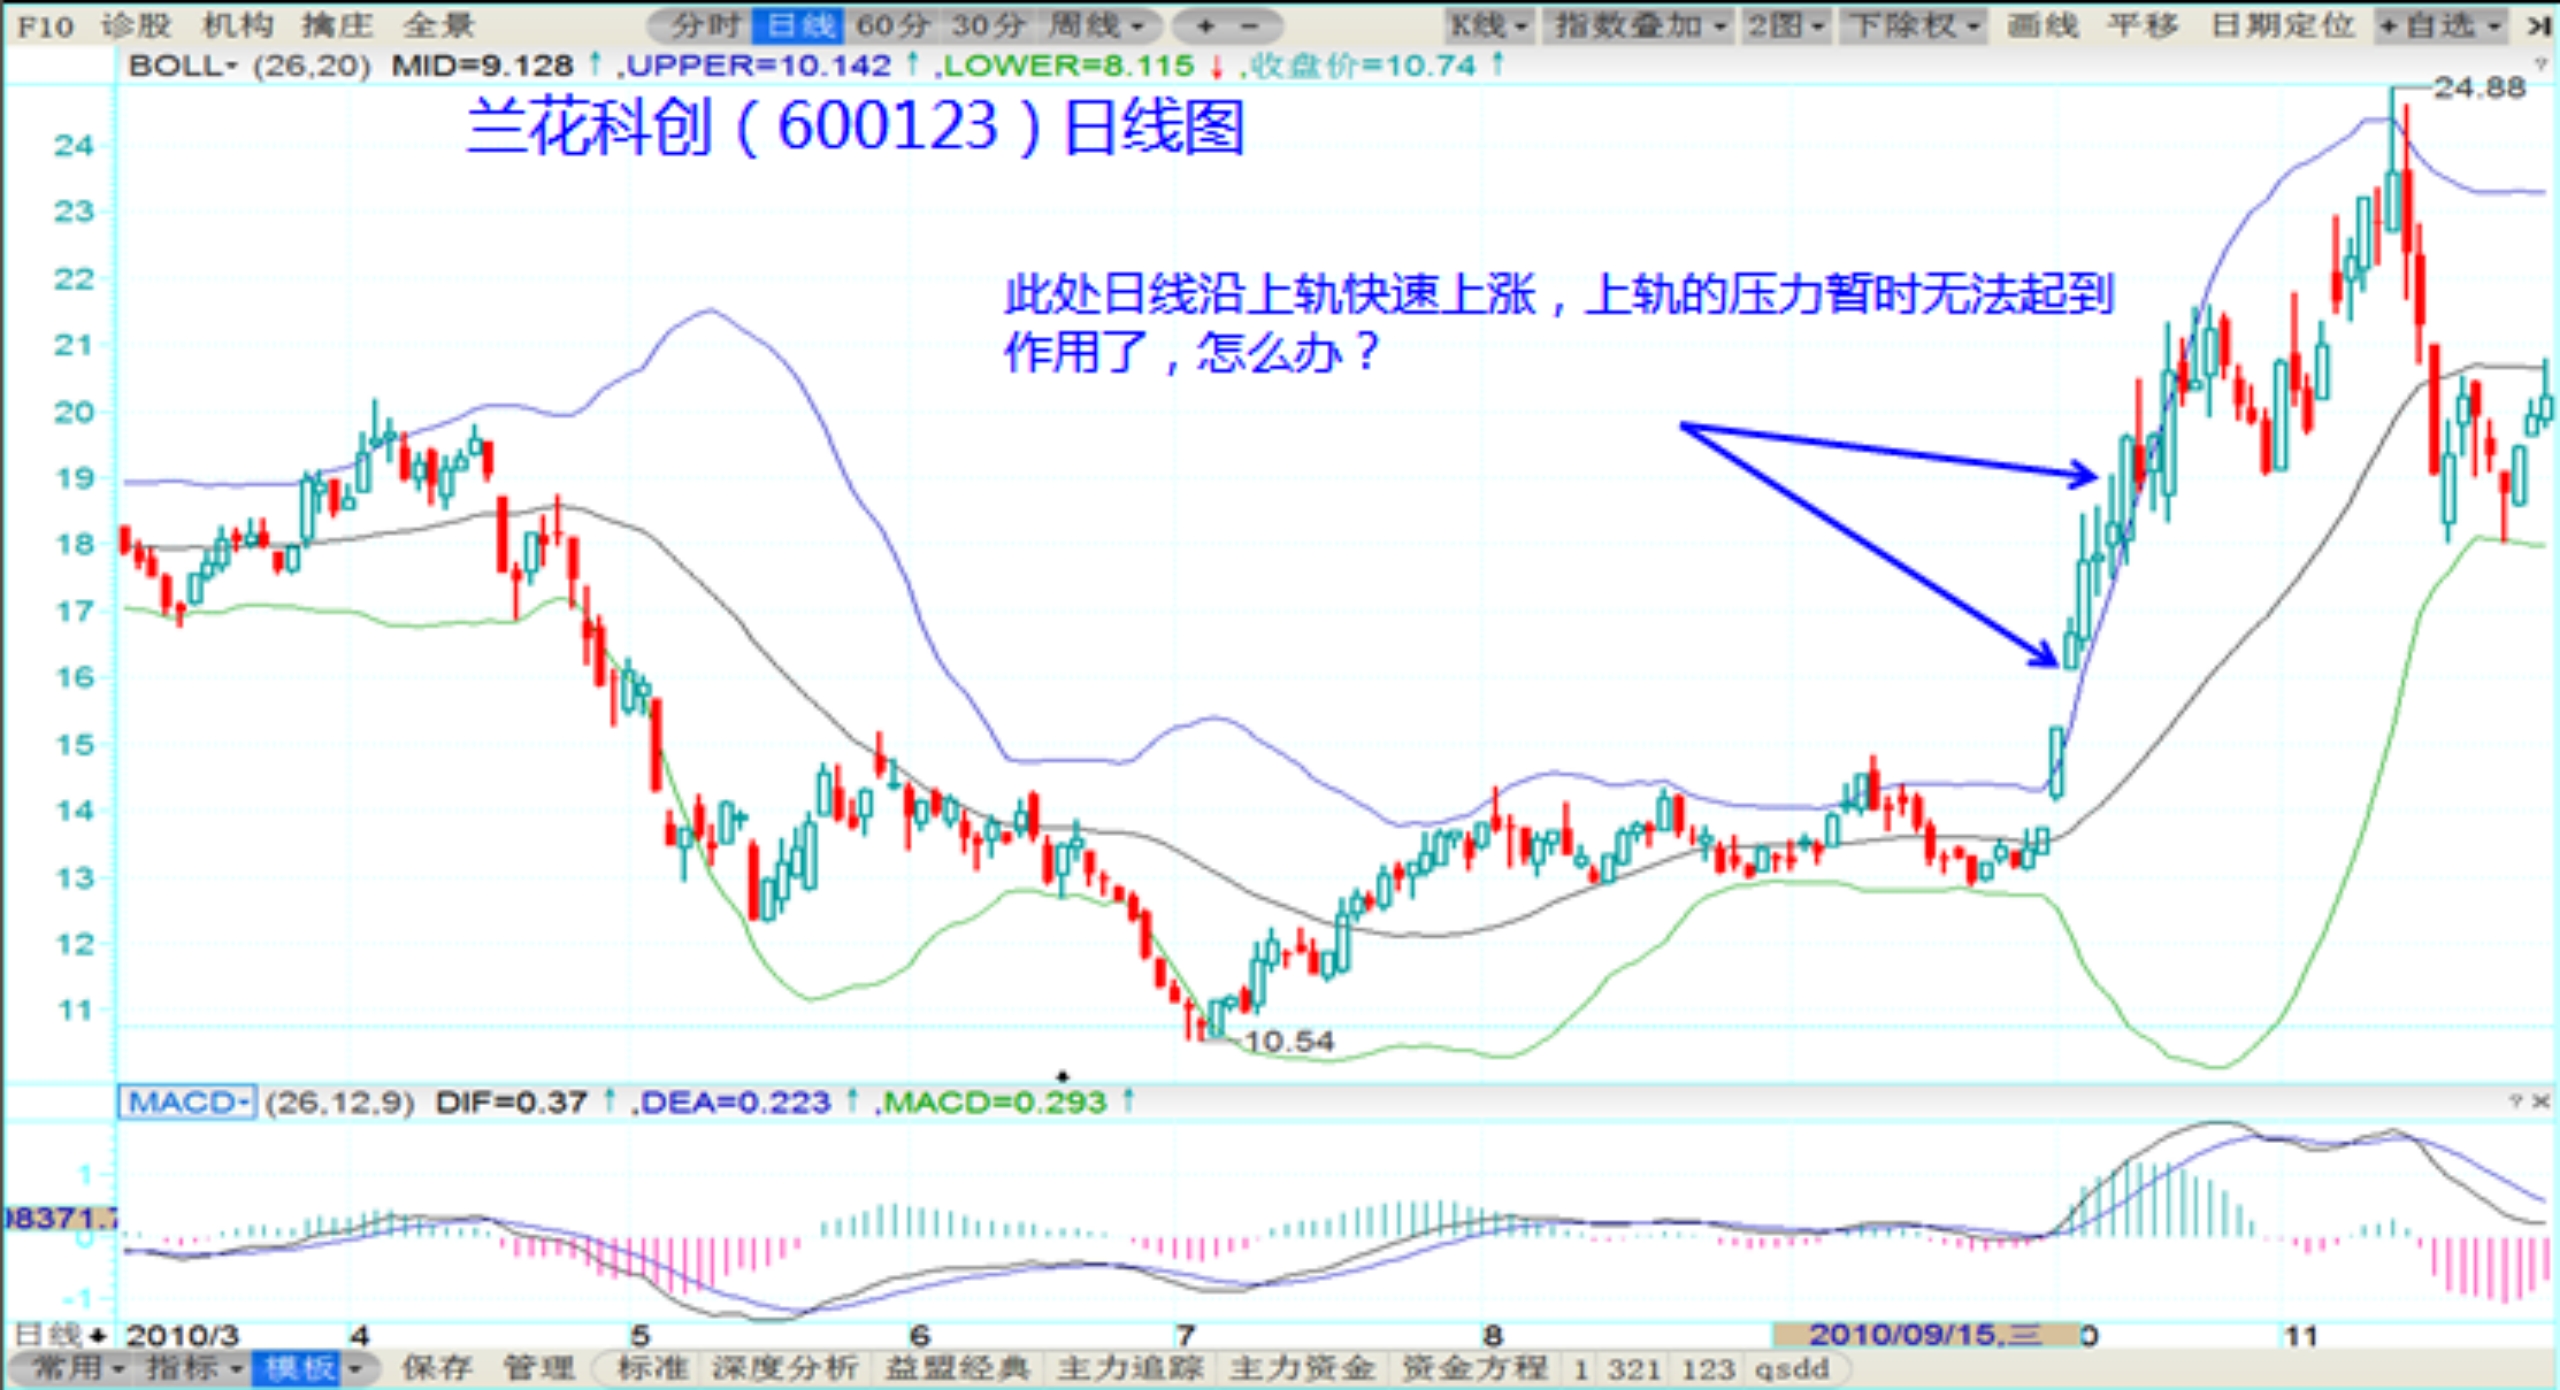 F10 诊股 机构 擒庄 全景 分时 日线 60分 30分 周线 + - K线 指数叠加 2图 下除权 画线 平移 日期定位 +自选
BOLL (26,20) MID=9.128 ↑ ,UPPER=10.142 ↑ ,LOWER=8.115 ↓ ,收盘价=10.74 ↑ ?
24.88
兰花科创（600123）日线图
24
23
此处日线沿上轨快速上涨，上轨的压力暂时无法起到
作用了，怎么办？
22
21
20
19
18
17
16
15
14
13
12
11
10.54
MACD (26,12,9) DIF=0.37 ↑ ,DEA=0.223 ↑ ,MACD=0.293 ↑ ? ×
1
08371.7
0
-1
日线 2010/3 4 5 6 7 8 2010/09/15,三 0 11
常用 指标 模板 保存 管理 标准 深度分析 益盟经典 主力追踪 主力资金 资金方程 1 321 123 qsdd